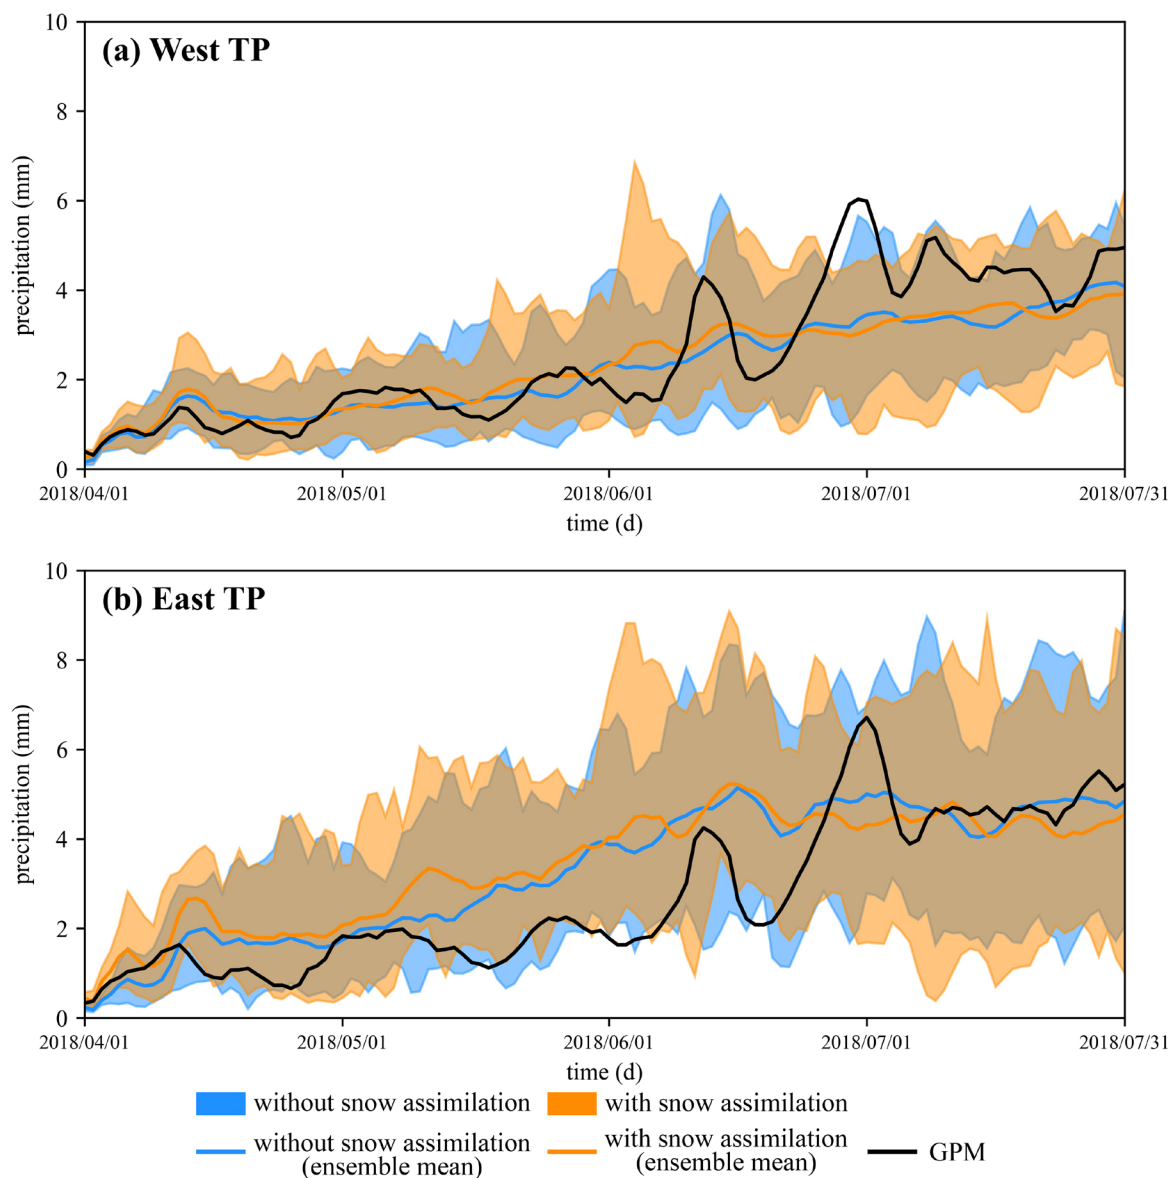 (a) West TP
10
8
6
4
2
0
precipitation (mm)
2018/04/01 2018/05/01 2018/06/01 2018/07/01 2018/07/31
time (d)
(b) East TP
10
8
6
4
2
0
precipitation (mm)
2018/04/01 2018/05/01 2018/06/01 2018/07/01 2018/07/31
time (d)
without snow assimilation with snow assimilation
without snow assimilation with snow assimilation GPM
(ensemble mean) (ensemble mean)